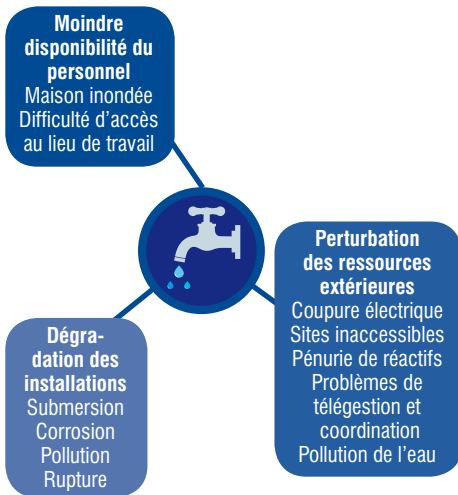 Moindre
disponibilité du
personnel
Maison inondée
Difficulté d'accès
au lieu de travail
Perturbation
des ressources
extérieures
Coupure électrique
Sites inaccessibles
Pénurie de réactifs
Problèmes de
télégestion et
coordination
Pollution de l'eau
Dégra-
dation des
installations
Submersion
Corrosion
Pollution
Rupture